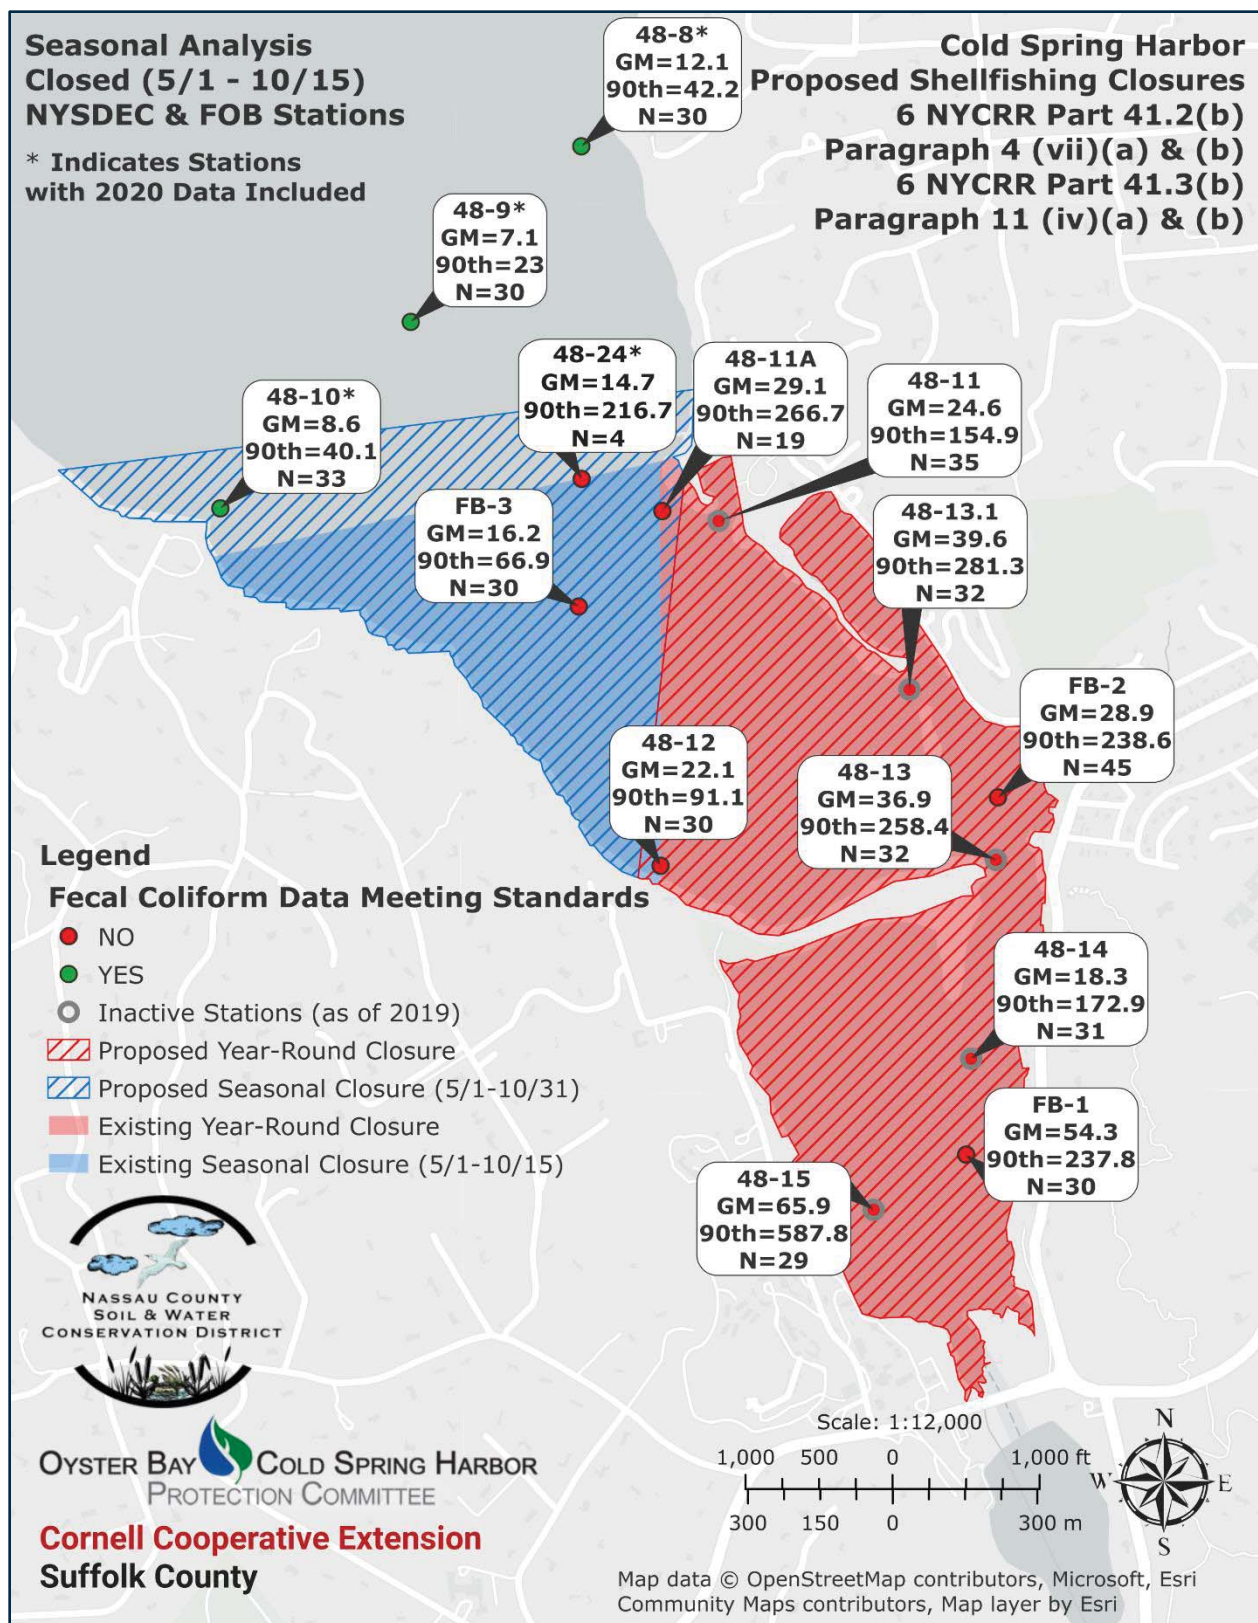 Seasonal Analysis
Closed (5/1 - 10/15)
NYSDEC & FOB Stations
* Indicates Stations
with 2020 Data Included
Cold Spring Harbor
Proposed Shellfishing Closures
6 NYCRR Part 41.2(b)
Paragraph 4 (vii)(a) & (b)
6 NYCRR Part 41.3(b)
Paragraph 11 (iv)(a) & (b)
48-8*
GM=12.1
90th=42.2
N=30
48-9*
GM=7.1
90th=23
N=30
48-10*
GM=8.6
90th=40.1
N=33
48-24*
GM=14.7
90th=216.7
N=4
48-11A
GM=29.1
90th=266.7
N=19
48-11
GM=24.6
90th=154.9
N=35
FB-3
GM=16.2
90th=66.9
N=30
48-13.1
GM=39.6
90th=281.3
N=32
FB-2
GM=28.9
90th=238.6
N=45
48-12
GM=22.1
90th=91.1
N=30
48-13
GM=36.9
90th=258.4
N=32
48-14
GM=18.3
90th=172.9
N=31
FB-1
GM=54.3
90th=237.8
N=30
48-15
GM=65.9
90th=587.8
N=29
Legend
Fecal Coliform Data Meeting Standards
NO
YES
Inactive Stations (as of 2019)
Proposed Year-Round Closure
Proposed Seasonal Closure (5/1-10/31)
Existing Year-Round Closure
Existing Seasonal Closure (5/1-10/15)
NASSAU COUNTY
SOIL & WATER
CONSERVATION DISTRICT
OYSTER BAY COLD SPRING HARBOR
PROTECTION COMMITTEE
Cornell Cooperative Extension
Suffolk County
Scale: 1:12,000
1,000 500 0 1,000 ft
300 150 0 300 m
N
W E
S
Map data © OpenStreetMap contributors, Microsoft, Esri
Community Maps contributors, Map layer by Esri